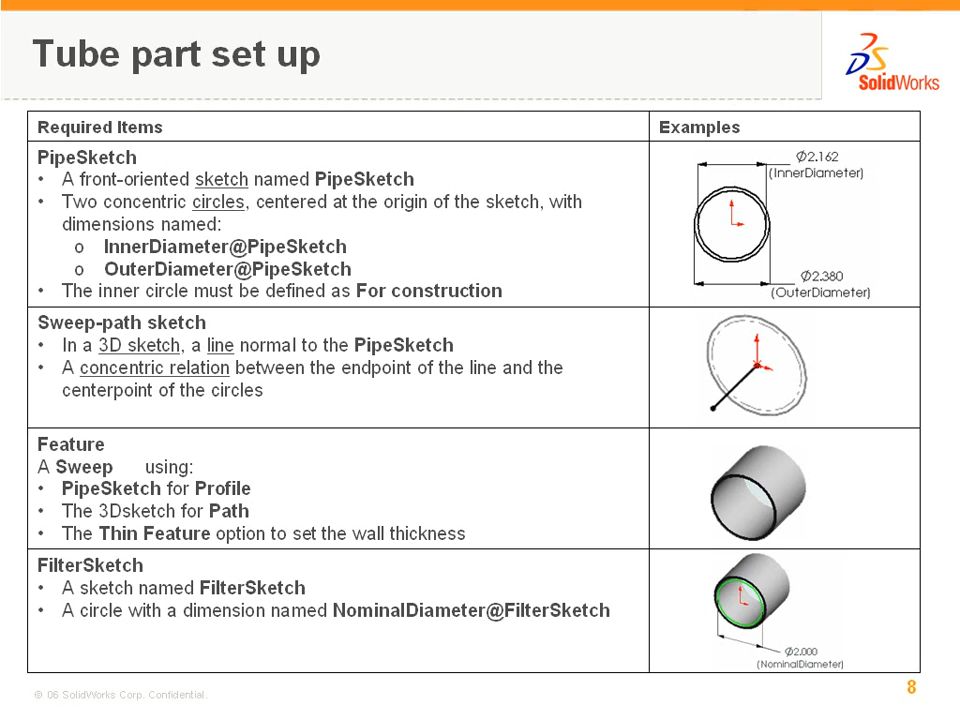 Tube part set up
SolidWorks
Required Items
Examples
PipeSketch
• A front-oriented sketch named PipeSketch
• Two concentric circles, centered at the origin of the sketch, with
dimensions named:
o InnerDiameter@PipeSketch
o OuterDiameter@PipeSketch
• The inner circle must be defined as For construction
Ø2.162
(InnerDiameter)
Ø2.380
(OuterDiameter)
Sweep-path sketch
• In a 3D sketch, a line normal to the PipeSketch
• A concentric relation between the endpoint of the line and the
centerpoint of the circles
Feature
A Sweep using:
• PipeSketch for Profile
• The 3Dsketch for Path
• The Thin Feature option to set the wall thickness
FilterSketch
• A sketch named FilterSketch
• A circle with a dimension named NominalDiameter@FilterSketch
Ø2.000
(NominalDiameter)
© 06 SolidWorks Corp. Confidential.
8